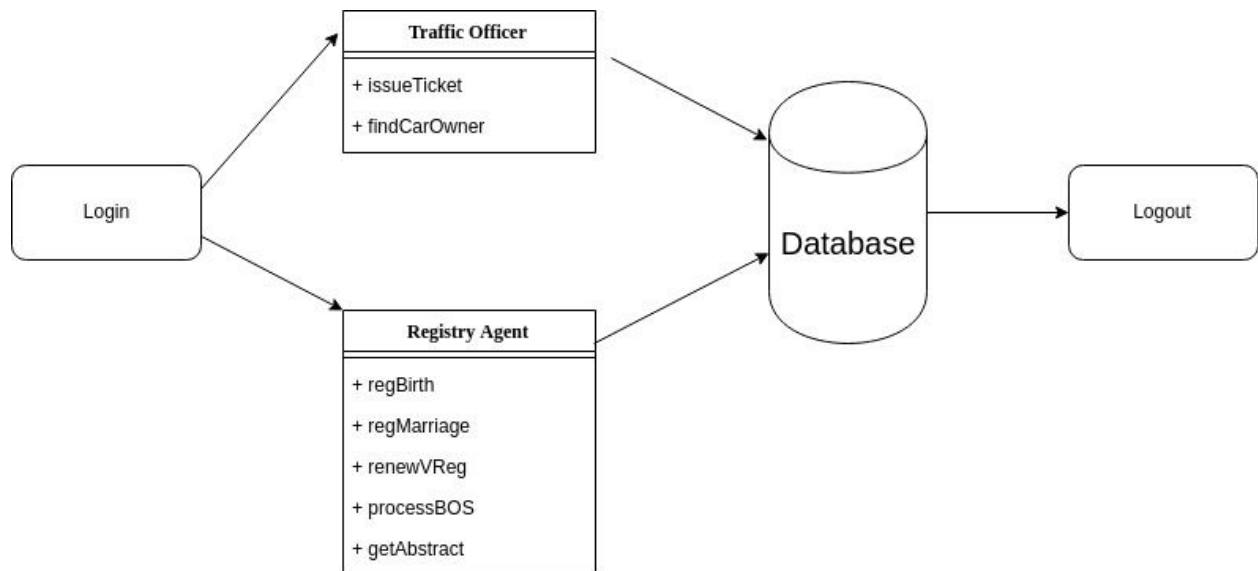 Traffic Officer
+ issueTicket
+ findCarOwner
Login
Database
Logout
Registry Agent
+ regBirth
+ regMarriage
+ renewVReg
+ processBOS
+ getAbstract